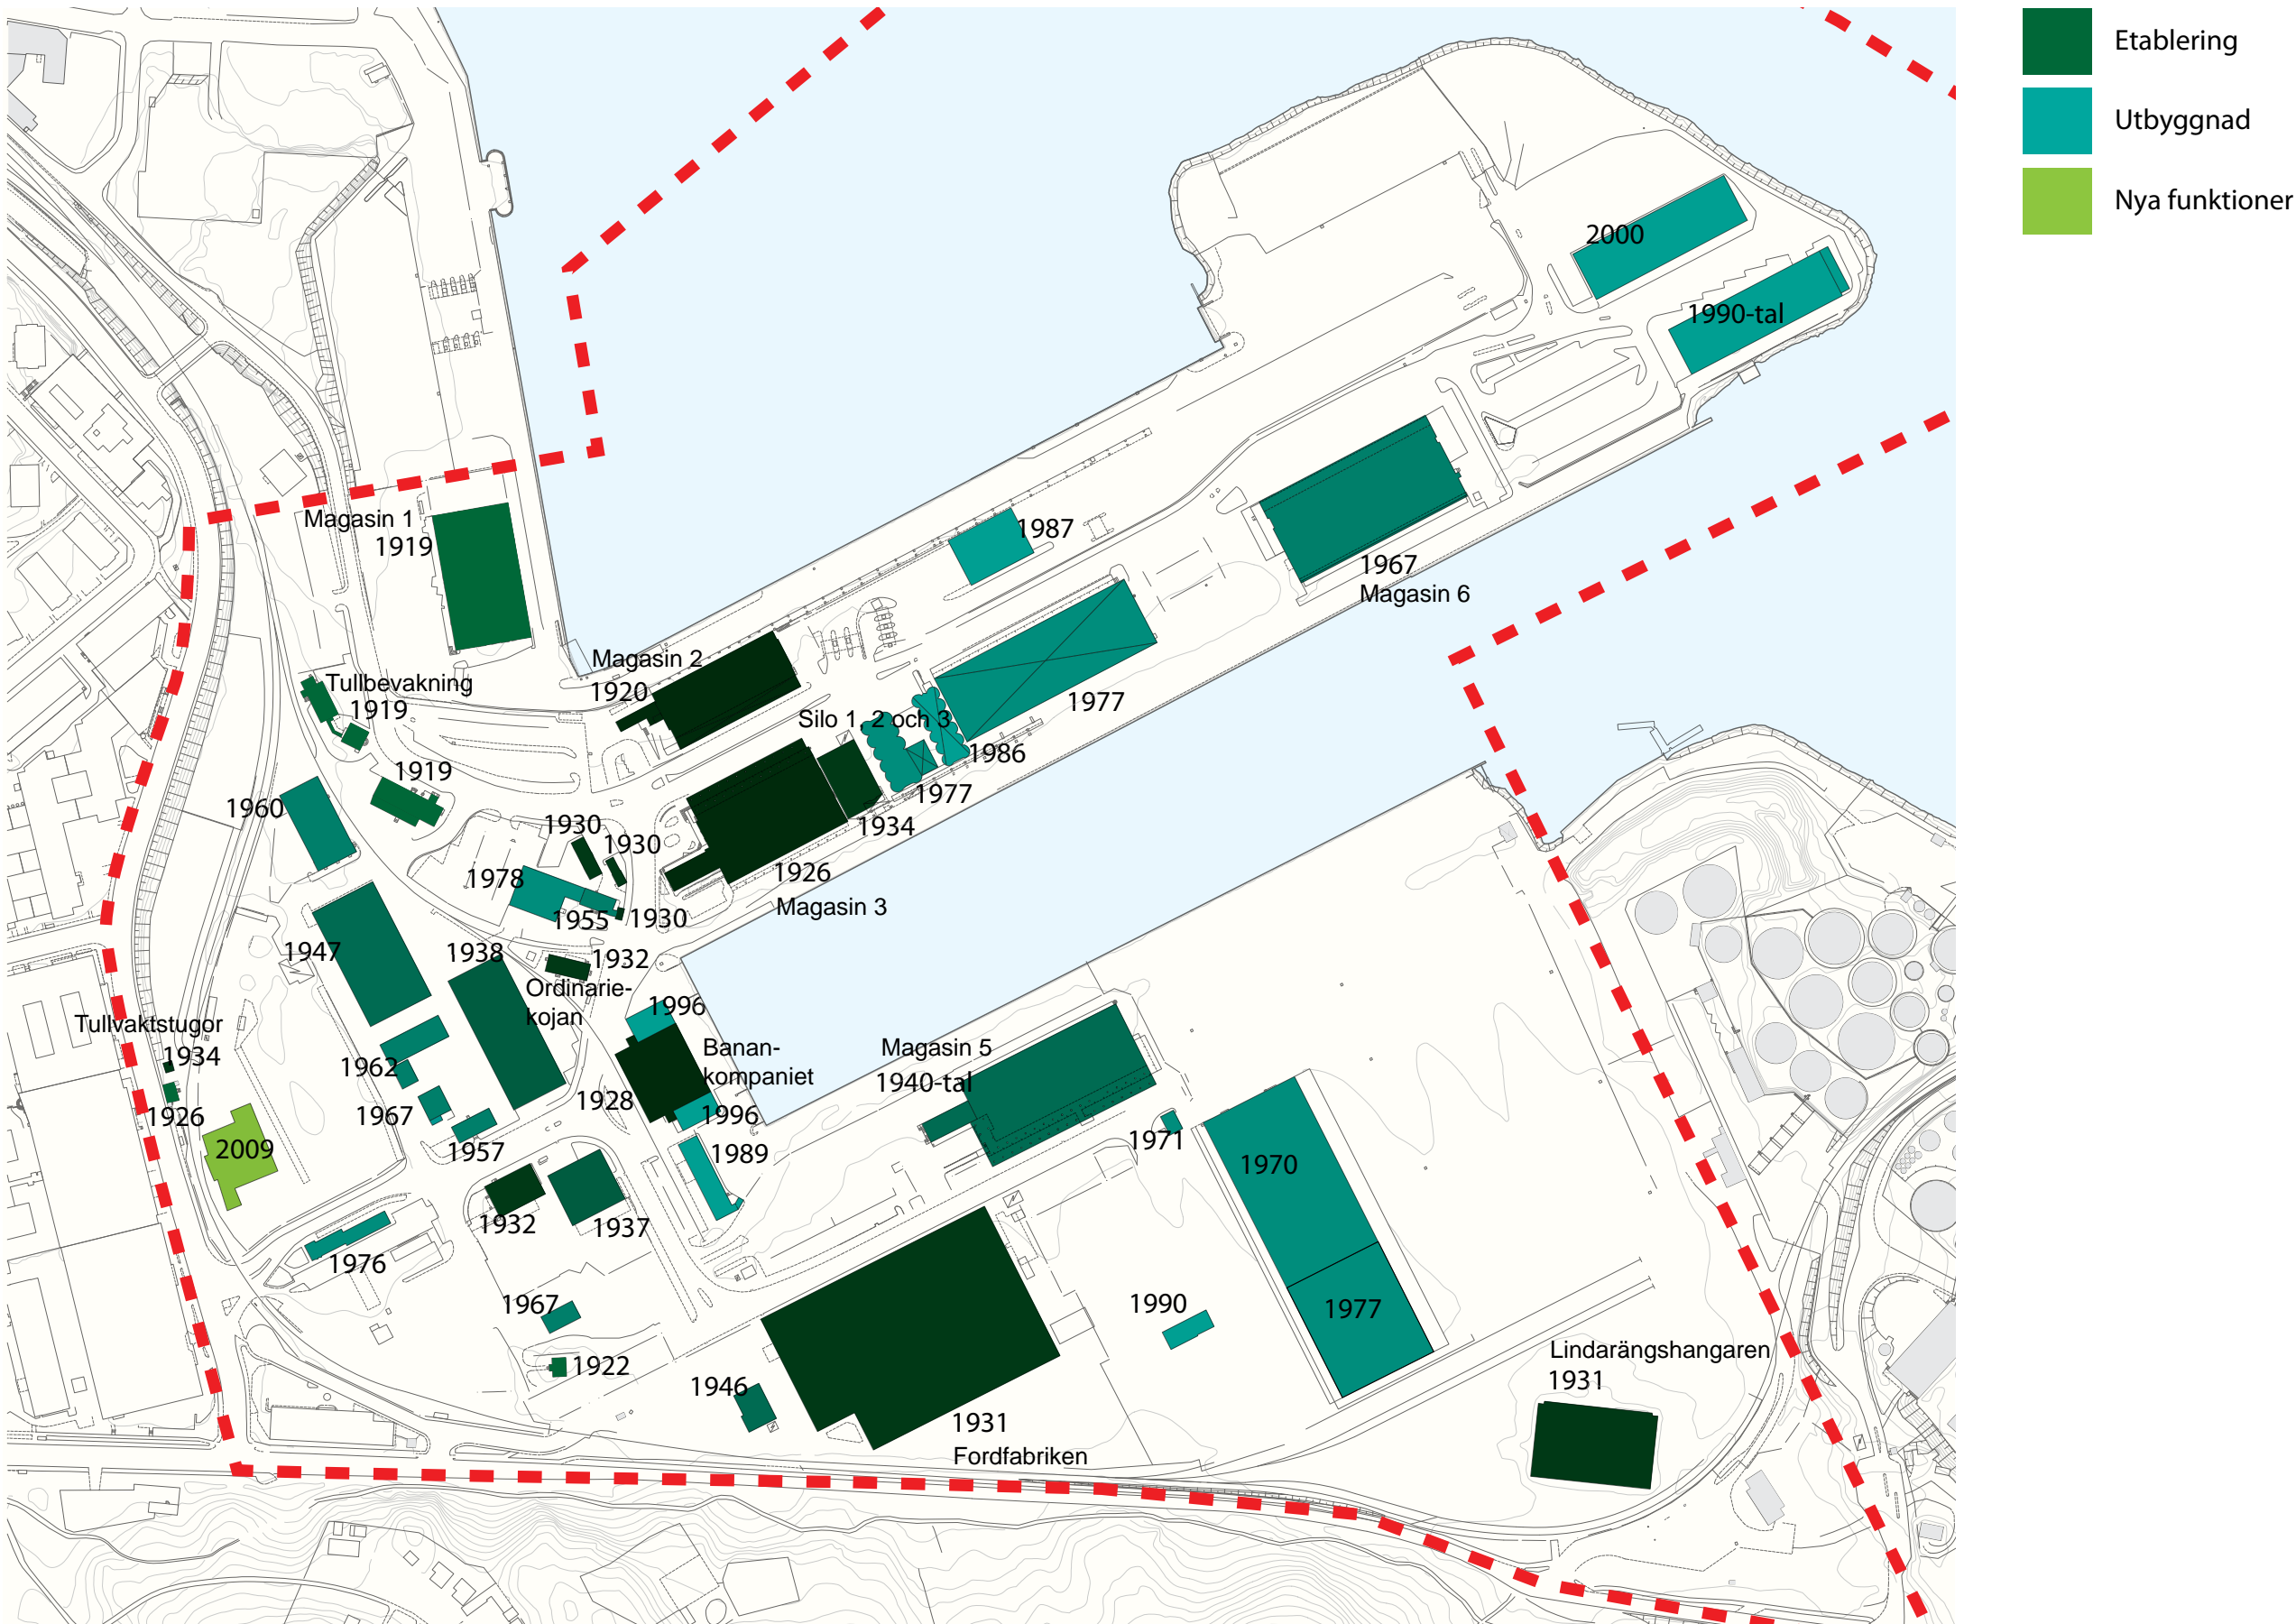 Etablering
Utbyggnad
Nya funktioner
2000
1990-tal
Magasin 1
1919
1987
1967
Magasin 6
Magasin 2
1920
Tullbevakning
1919
1977
Silo 1, 2 och 3
1986
1977
1934
1919
1960
1930
1930
1926
Magasin 3
1978
1955
1930
1947
1938
1932
Ordinarie-
kojan
1996
Banan-
kompaniet
Magasin 5
1940-tal
Tullvaktstugor
1934
1926
1962
1967
1957
1928
1996
1989
1971
1970
2009
1932
1937
1976
1967
1990
1977
1922
1946
1931
Fordfabriken
Lindarängshangaren
1931